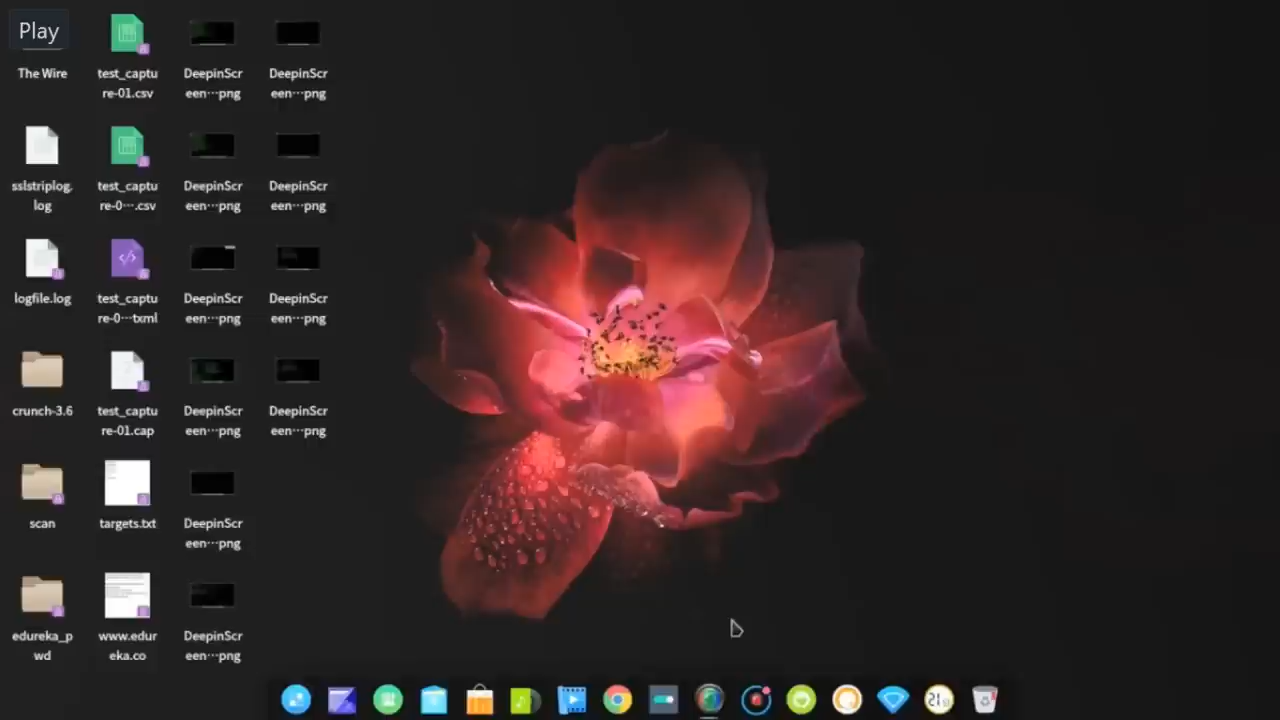 Play
The Wire
test_captu
re-01.csv
DeepinScr
een···png
DeepinScr
een···png
sslstriplog.
log
test_captu
re-0···.csv
DeepinScr
een···png
DeepinScr
een···png
logfile.log
test_captu
re-0···txml
DeepinScr
een···png
DeepinScr
een···png
crunch-3.6
test_captu
re-01.cap
DeepinScr
een···png
DeepinScr
een···png
scan
targets.txt
DeepinScr
een···png
edureka_p
wd
www.edur
eka.co
DeepinScr
een···png
21